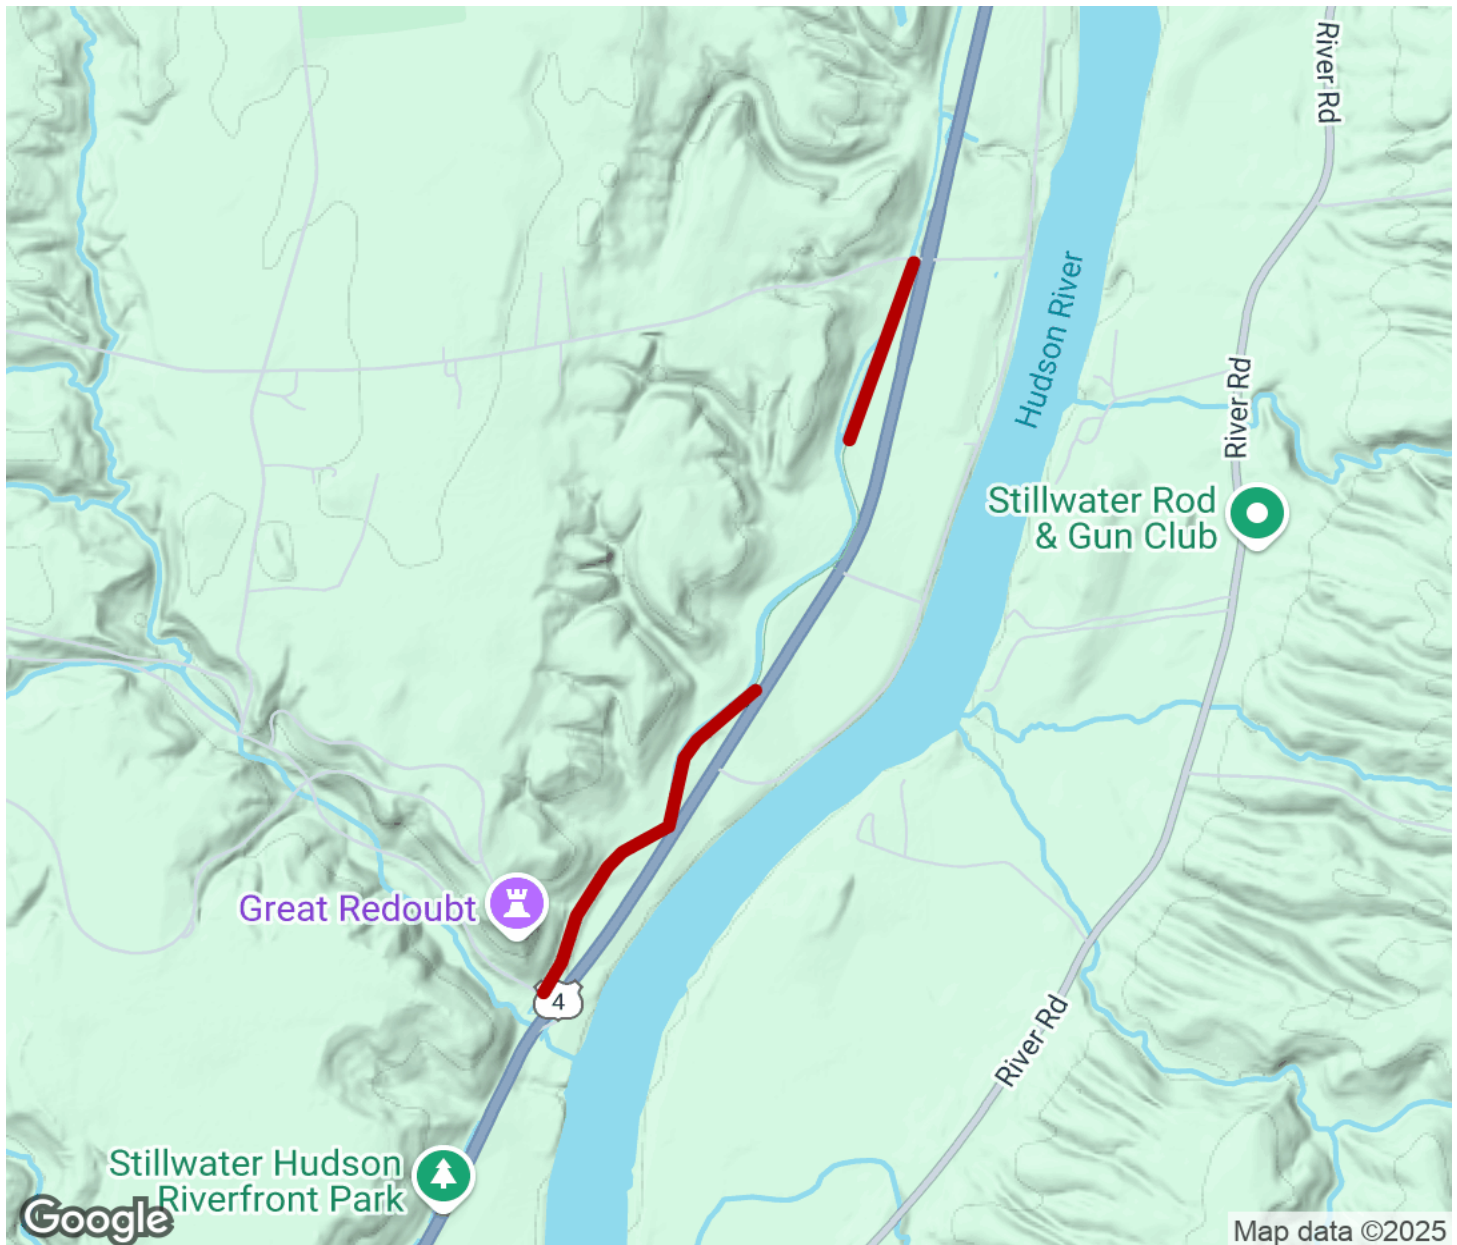 River Rd
Hudson River
River Rd
Stillwater Rod
& Gun Club
Great Redoubt
4
River Rd
Stillwater Hudson
Riverfront Park
Google
Map data ©2025